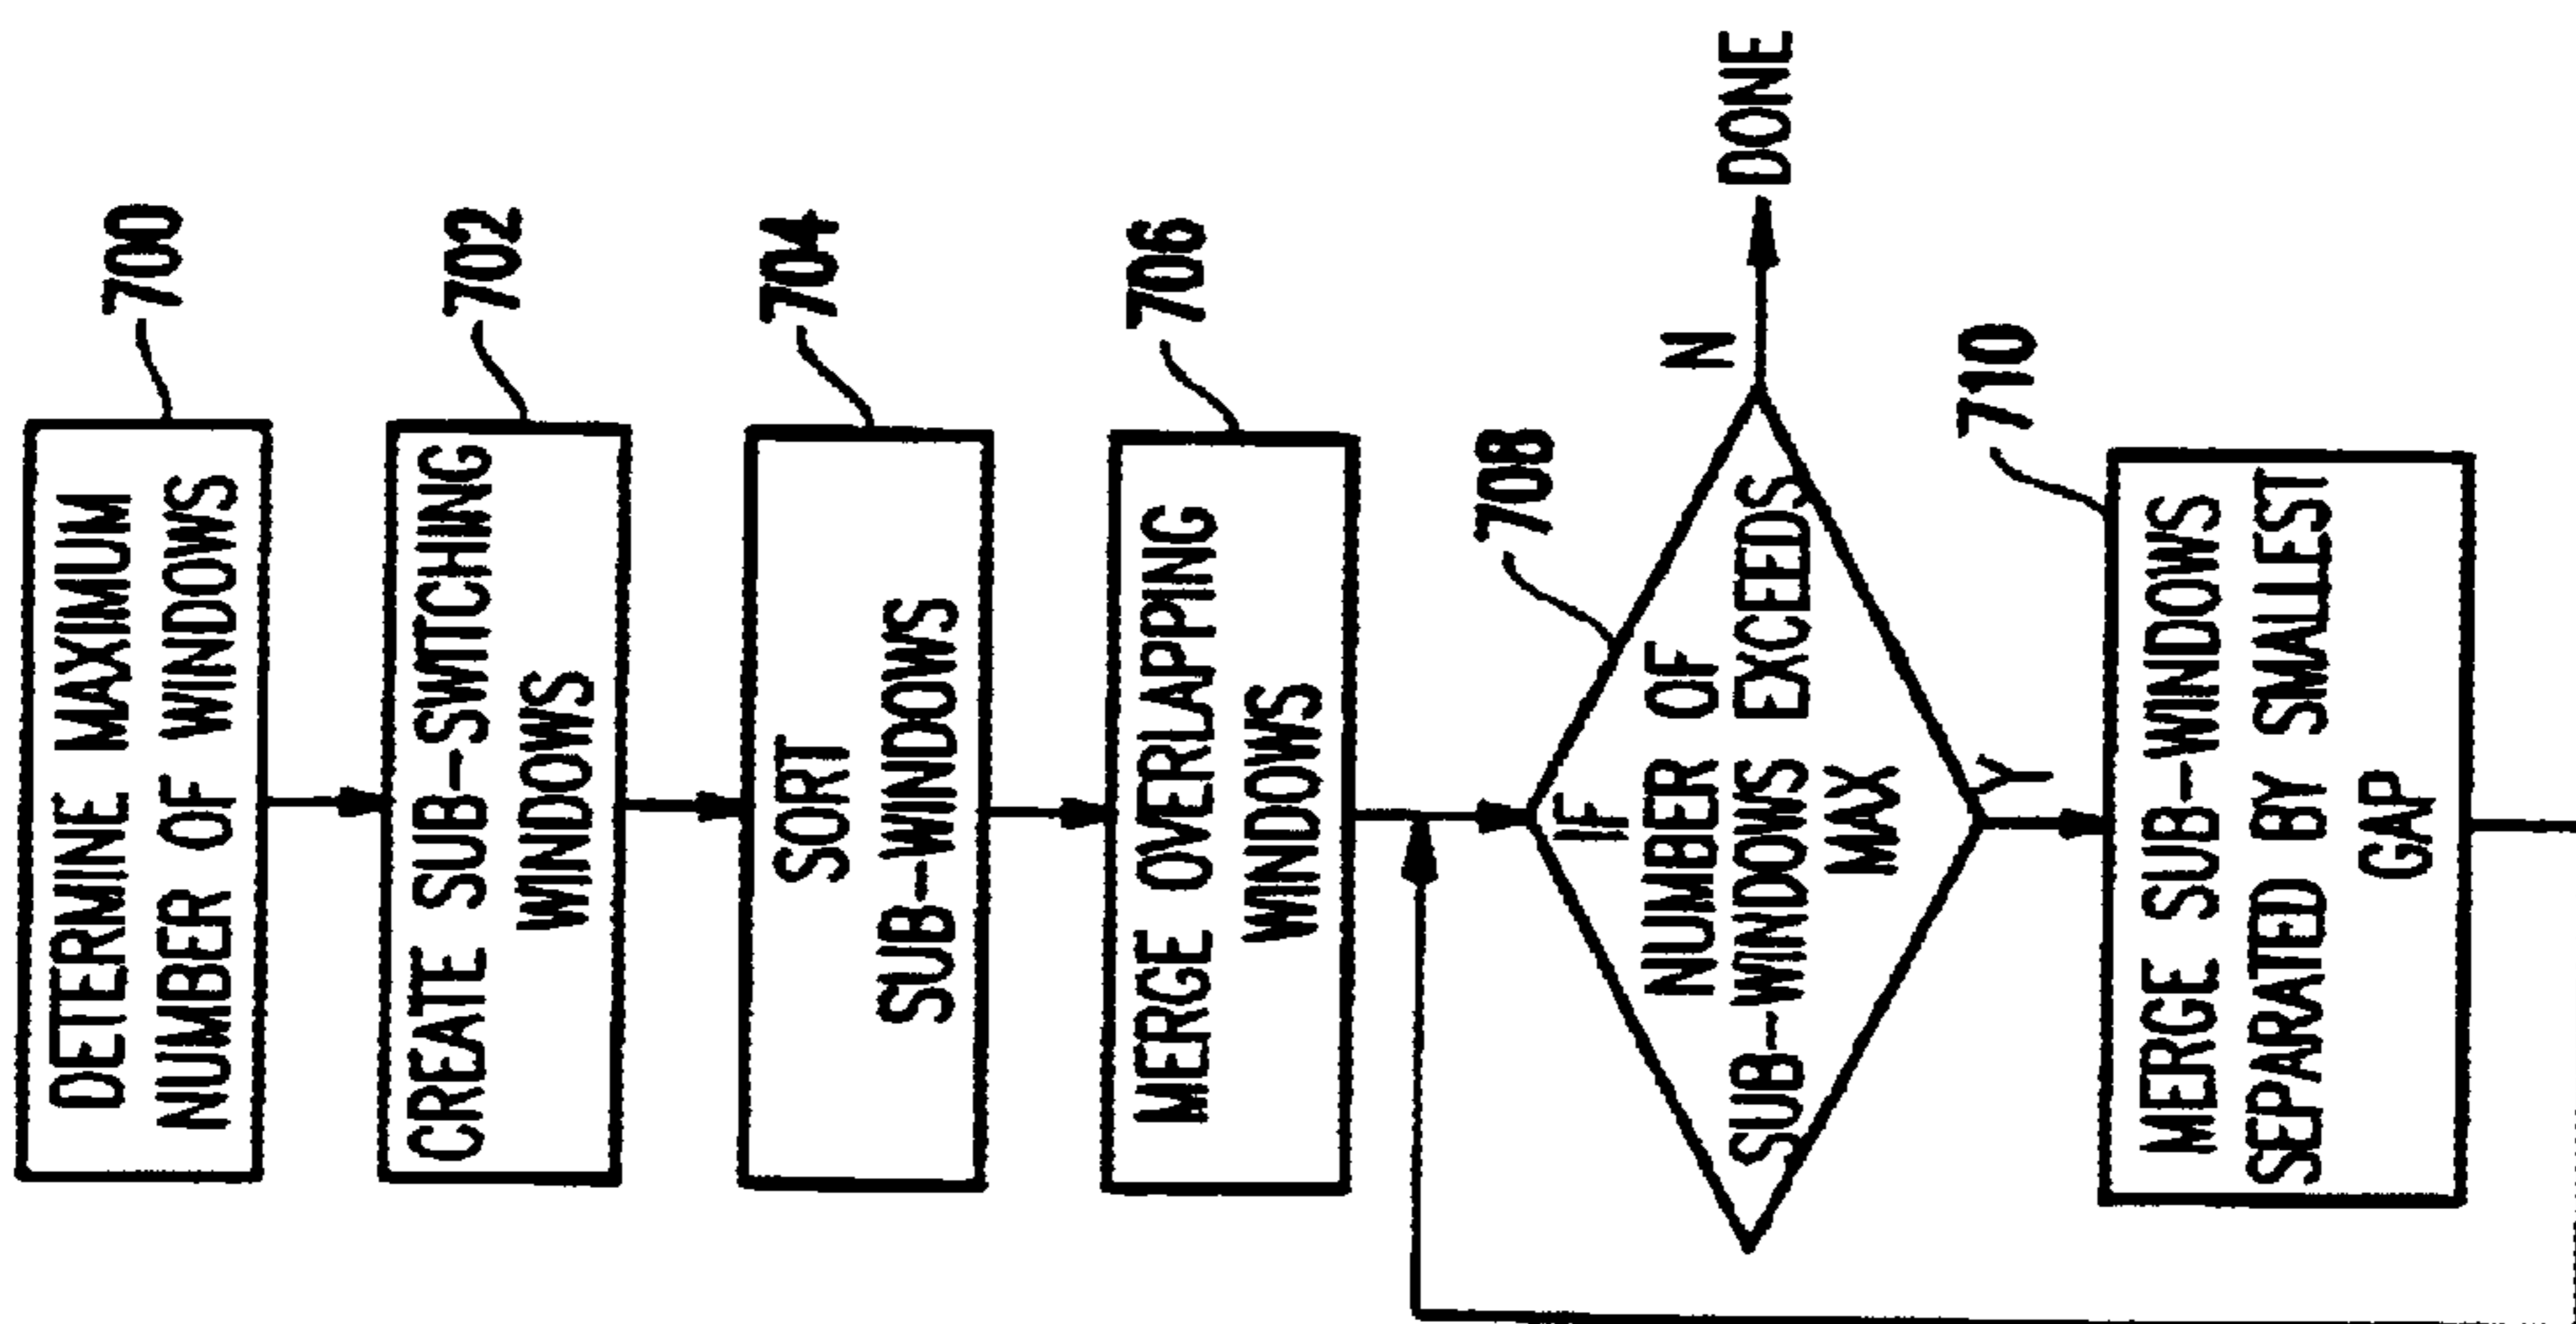 700
DETERMINE MAXIMUM
NUMBER OF WINDOWS
702
CREATE SUB-SWITCHING
WINDOWS
704
SORT
SUB-WINDOWS
706
MERGE OVERLAPPING
WINDOWS
708
IF
NUMBER OF
SUB-WINDOWS EXCEEDS
MAX
N
DONE
Y
710
MERGE SUB-WINDOWS
SEPARATED BY SMALLEST
GAP